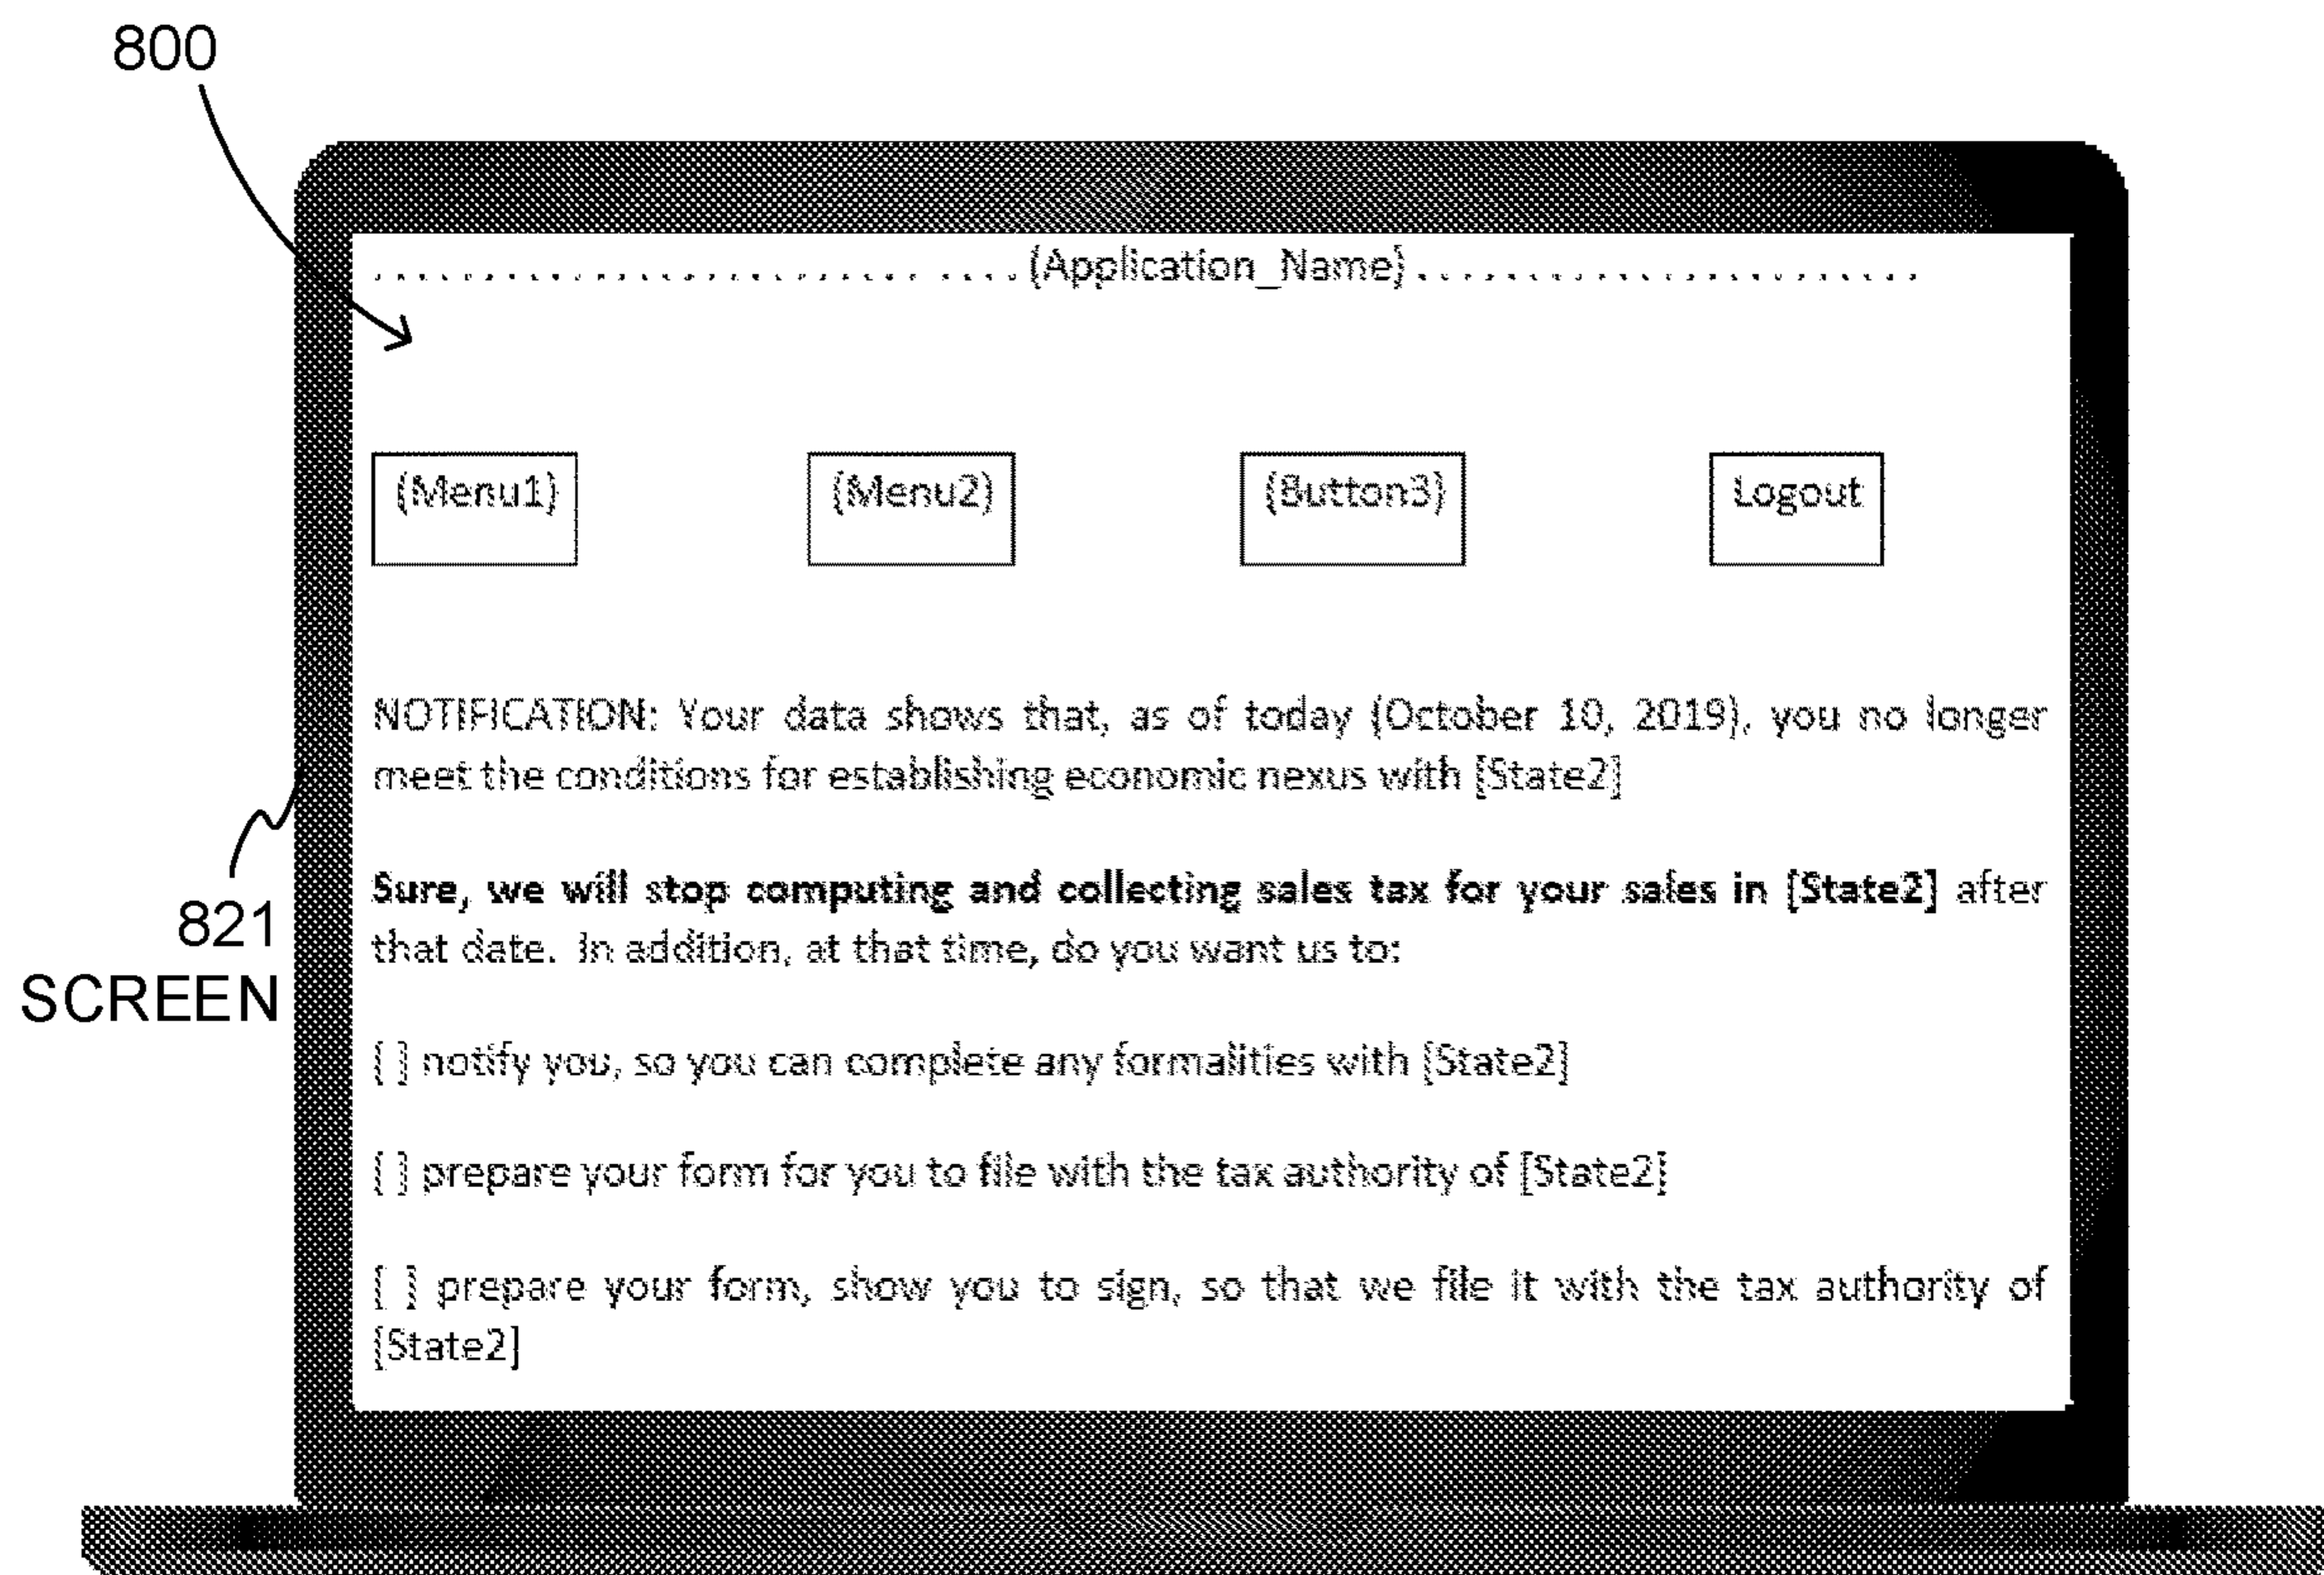 800
. . . . . . . . . . . . . . . . . . . . . . . . . . . . . . (Application_Name) . . . . . . . . . . . . . . . . . . . . . . .
(Menu1) (Menu2) (Button3) Logout
NOTIFICATION: Your data shows that, as of today (October 10, 2019), you no longer
meet the conditions for establishing economic nexus with [State2]
Sure, we will stop computing and collecting sales tax for your sales in [State2] after
that date. In addition, at that time, do you want us to:
[ ] notify you, so you can complete any formalities with [State2]
[ ] prepare your form for you to file with the tax authority of [State2]
[ ] prepare your form, show you to sign, so that we file it with the tax authority of
[State2]
821
SCREEN